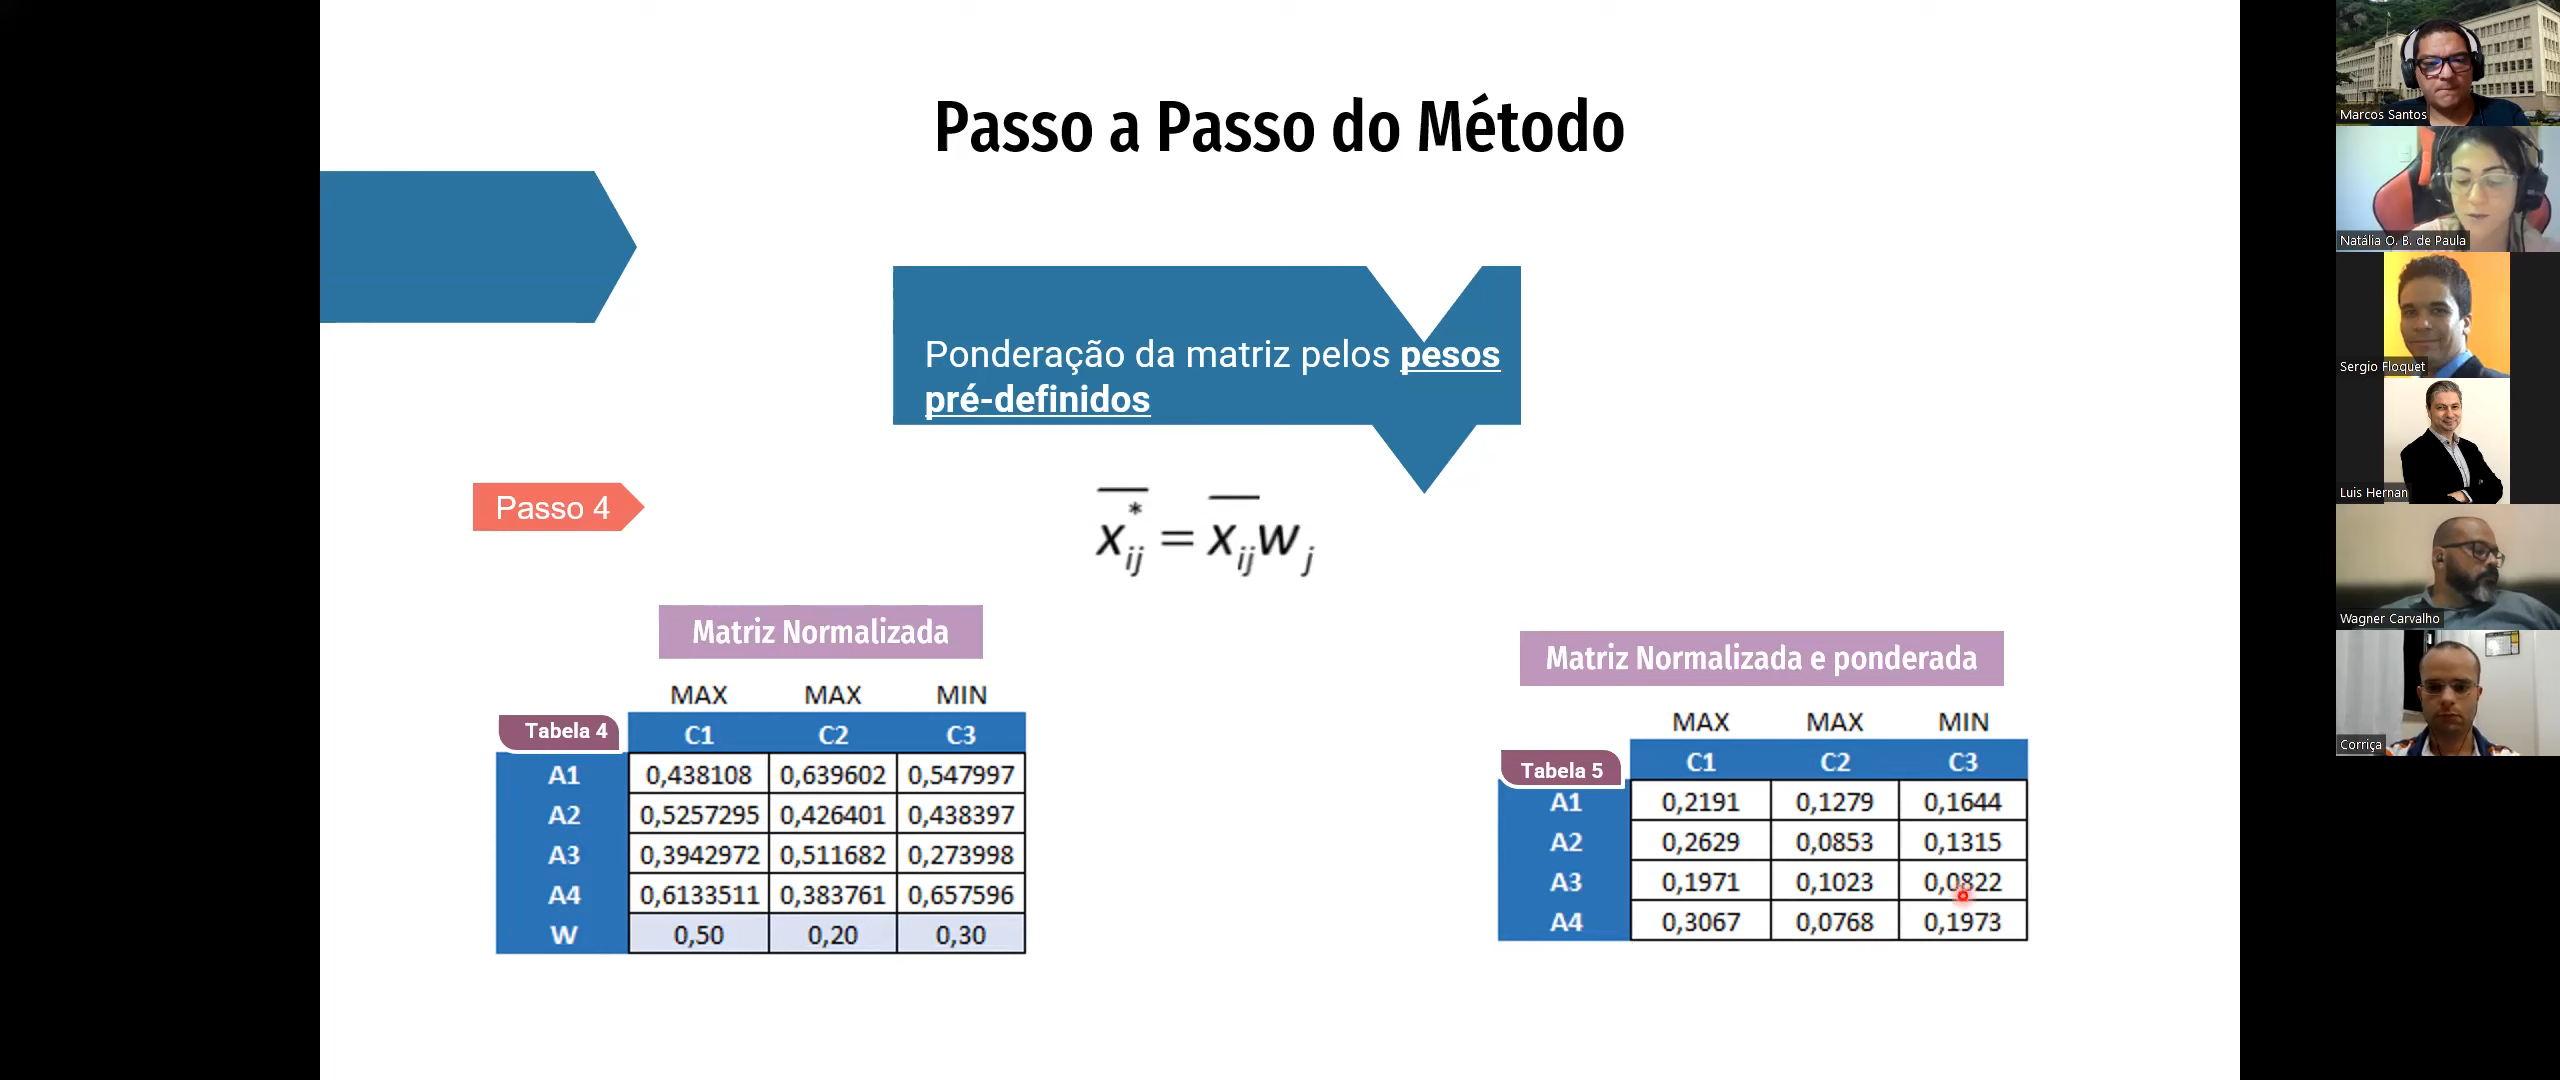 Passo a Passo do Método
Ponderação da matriz pelos pesos
pré-definidos
Passo 4
x*ij = xij wj
Matriz Normalizada
MAX MAX MIN
Tabela 4 C1 C2 C3
A1 0,438108 0,639602 0,547997
A2 0,5257295 0,426401 0,438397
A3 0,3942972 0,511682 0,273998
A4 0,6133511 0,383761 0,657596
W 0,50 0,20 0,30
Matriz Normalizada e ponderada
MAX MAX MIN
Tabela 5 C1 C2 C3
A1 0,2191 0,1279 0,1644
A2 0,2629 0,0853 0,1315
A3 0,1971 0,1023 0,0822
A4 0,3067 0,0768 0,1973
Marcos Santos
Natália O. B. de Paula
Sergio Floquet
Luis Hernan
Wagner Carvalho
Corriça